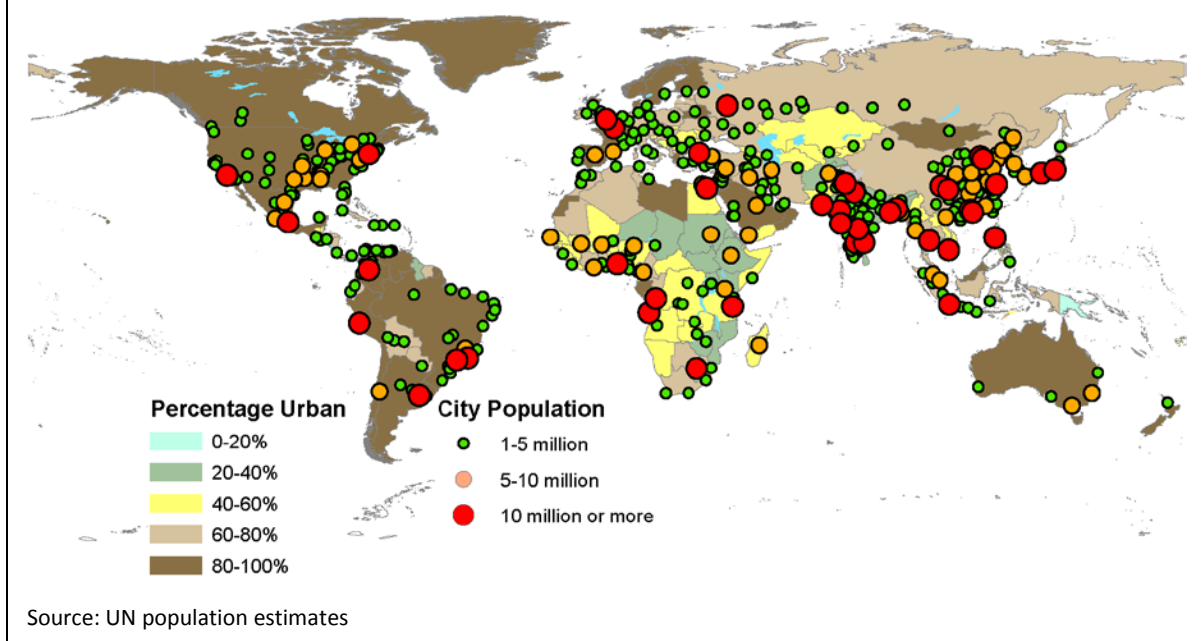 Percentage Urban
0-20%
20-40%
40-60%
60-80%
80-100%
City Population
1-5 million
5-10 million
10 million or more
Source: UN population estimates